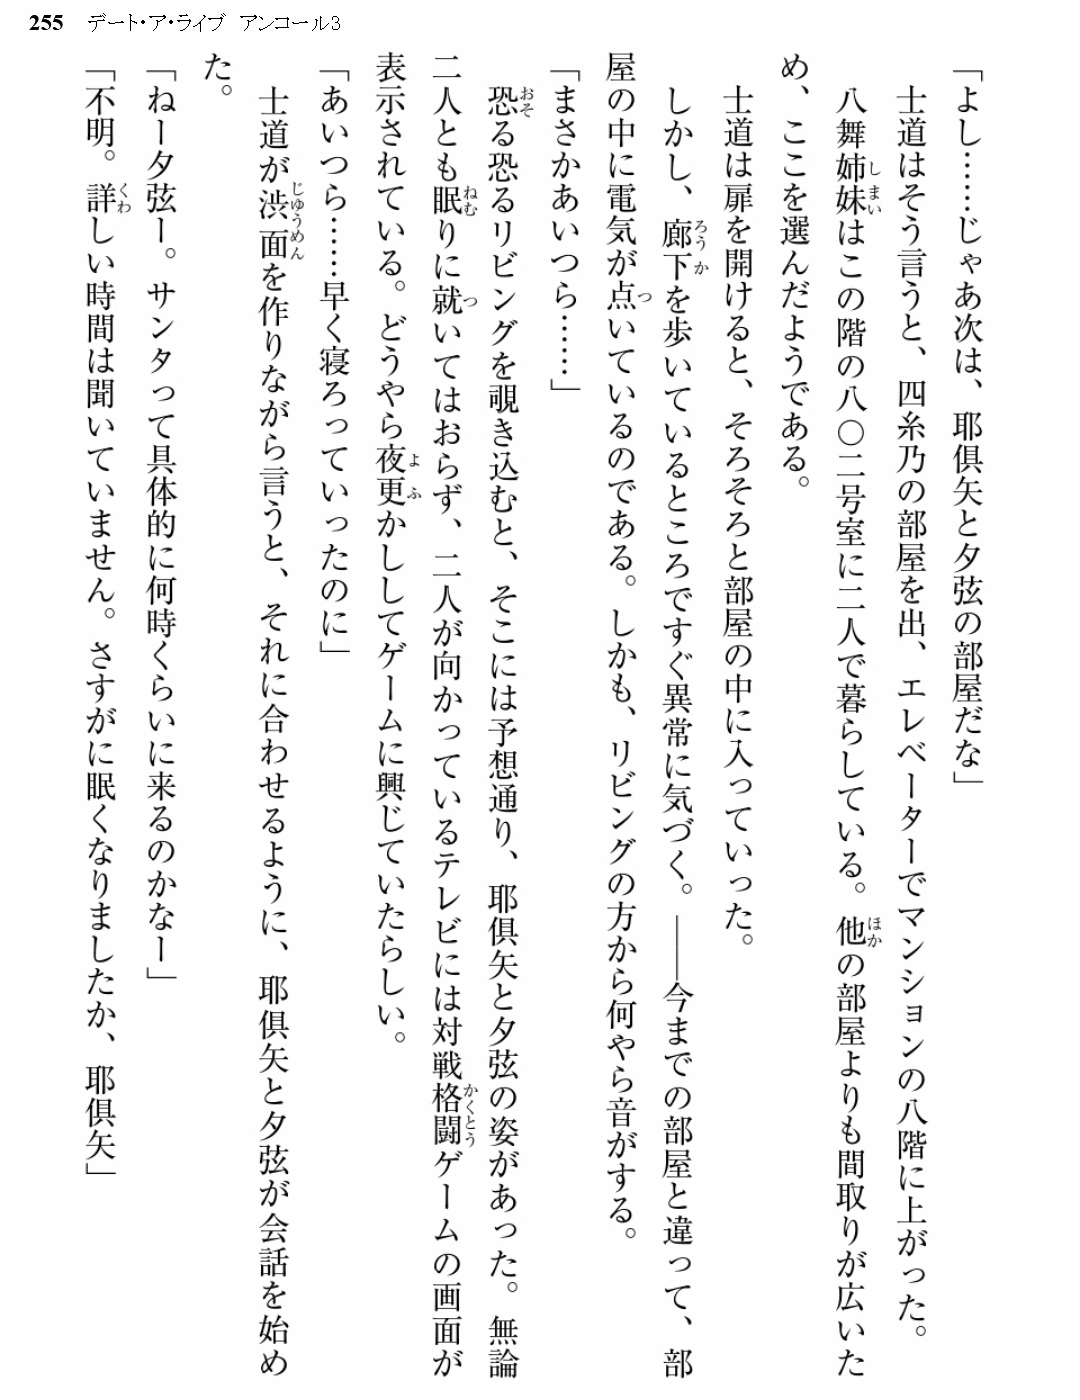 255 デート・ア・ライブ アンコール3
「よし……じゃあ次は、耶倶矢と夕弦の部屋だな」
士道はそう言うと、四糸乃の部屋を出、エレベーターでマンションの八階に上がった。
八舞姉妹はこの階の八〇二号室に二人で暮らしている。他の部屋よりも間取りが広いた
め、ここを選んだようである。
士道は扉を開けると、そろそろと部屋の中に入っていった。
しかし、廊下を歩いているところですぐ異常に気づく。――今までの部屋と違って、部
屋の中に電気が点いているのである。しかも、リビングの方から何やら音がする。
「まさかあいつら……」
恐る恐るリビングを覗き込むと、そこには予想通り、耶倶矢と夕弦の姿があった。無論
二人とも眠りに就いてはおらず、二人が向かっているテレビには対戦格闘ゲームの画面が
表示されている。どうやら夜更かししてゲームに興じていたらしい。
「あいつら……早く寝ろっていったのに」
士道が渋面を作りながら言うと、それに合わせるように、耶倶矢と夕弦が会話を始め
た。
「ねー夕弦ー。サンタって具体的に何時くらいに来るのかなー」
「不明。詳しい時間は聞いていません。さすがに眠くなりましたか、耶倶矢」